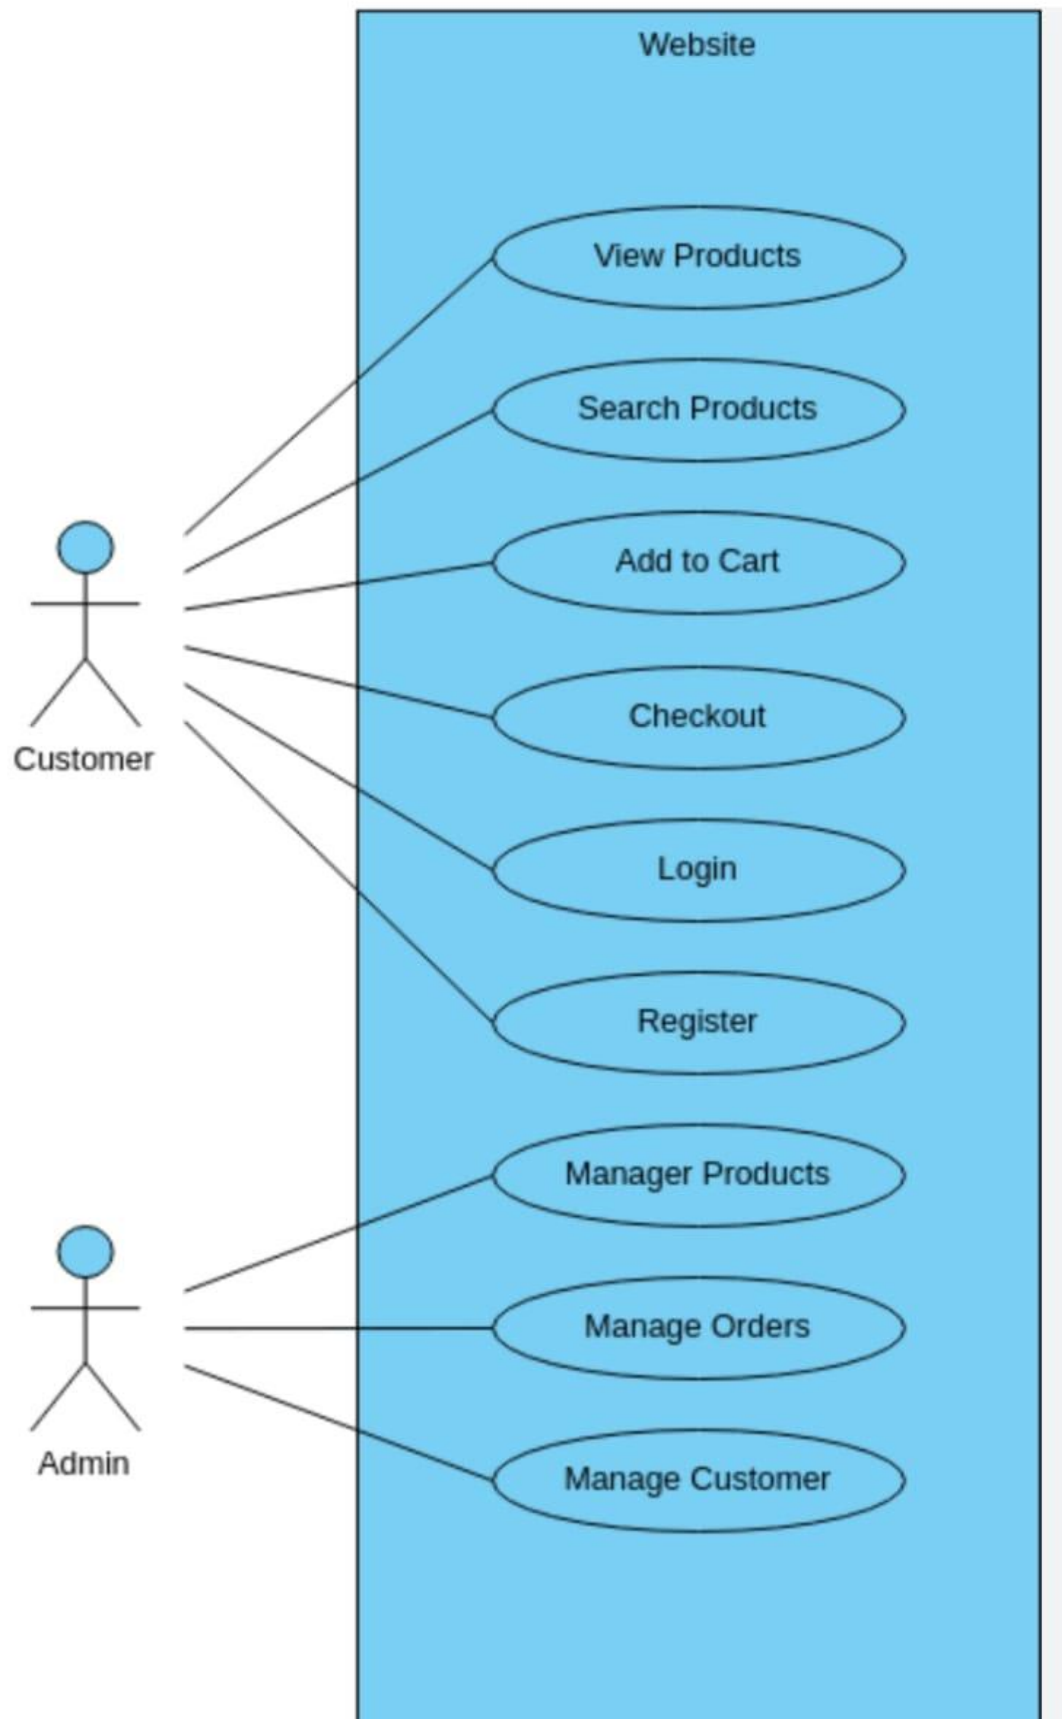 Website
View Products
Search Products
Add to Cart
Checkout
Customer
Login
Register
Manager Products
Manage Orders
Admin
Manage Customer